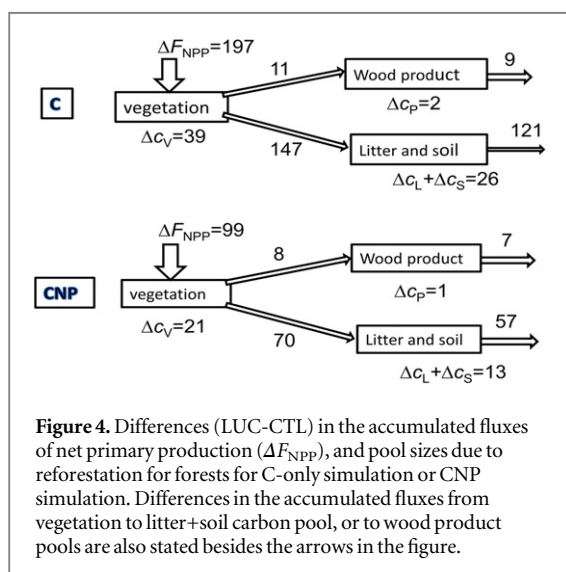 ΔF_NPP=197
11
Wood product
9
C
vegetation
Δc_P=2
Δc_V=39
147
Litter and soil
121
Δc_L+Δc_S=26
ΔF_NPP=99
8
Wood product
7
CNP
vegetation
Δc_P=1
Δc_V=21
70
Litter and soil
57
Δc_L+Δc_S=13
Figure 4. Differences (LUC-CTL) in the accumulated fluxes
of net primary production (ΔF_NPP), and pool sizes due to
reforestation for forests for C-only simulation or CNP
simulation. Differences in the accumulated fluxes from
vegetation to litter+soil carbon pool, or to wood product
pools are also stated besides the arrows in the figure.